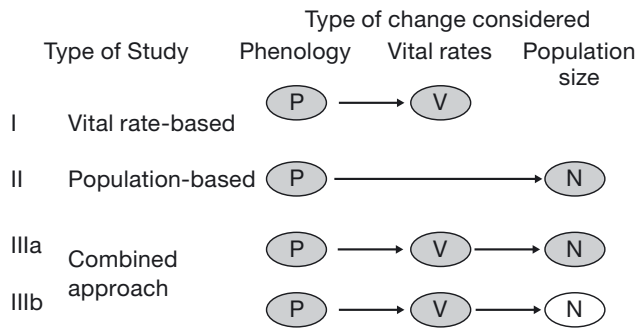 Type of change considered
Type of Study Phenology Vital rates Population
size
I Vital rate-based P V
II Population-based P N
IIIa P V N
Combined
approach
IIIb P V N